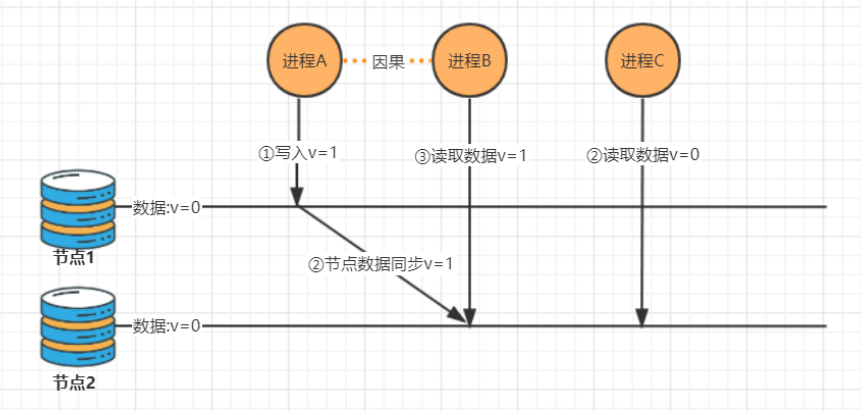 进程A
因果
进程B
进程C
①写入v=1
③读取数据v=1
②读取数据v=0
数据:v=0
节点1
②节点数据同步v=1
数据:v=0
节点2